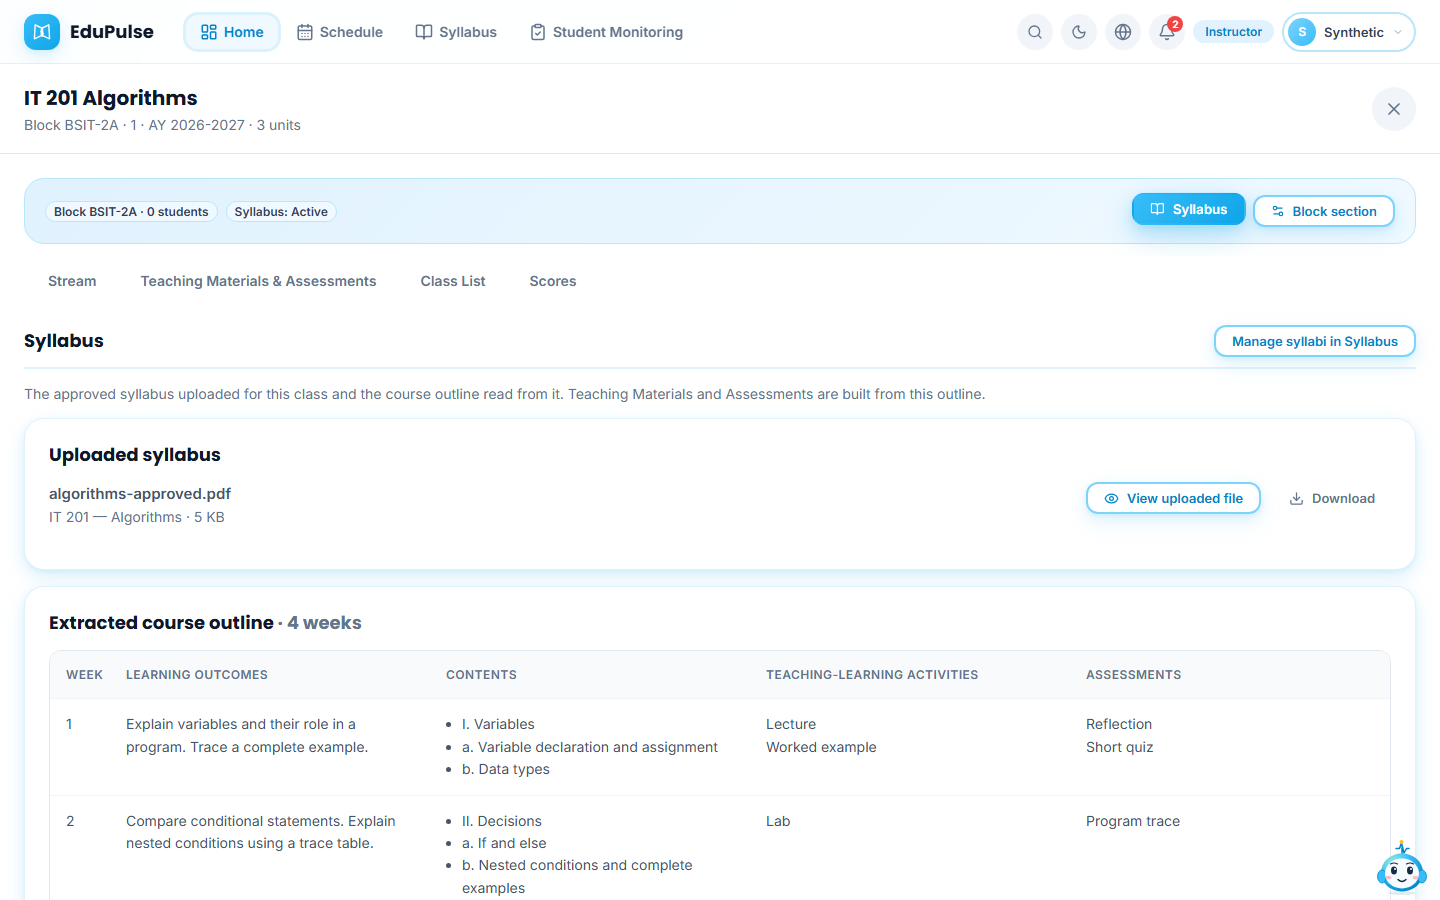 EduPulse
Home
Schedule
Syllabus
Student Monitoring
2
Instructor
S
Synthetic
IT 201 Algorithms
Block BSIT-2A · 1 · AY 2026-2027 · 3 units
Block BSIT-2A · 0 students
Syllabus: Active
Syllabus
Block section
Stream
Teaching Materials & Assessments
Class List
Scores
Syllabus
Manage syllabi in Syllabus
The approved syllabus uploaded for this class and the course outline read from it. Teaching Materials and Assessments are built from this outline.
Uploaded syllabus
algorithms-approved.pdf
IT 201 — Algorithms · 5 KB
View uploaded file
Download
Extracted course outline · 4 weeks
WEEK
LEARNING OUTCOMES
CONTENTS
TEACHING-LEARNING ACTIVITIES
ASSESSMENTS
1
Explain variables and their role in a
program. Trace a complete example.
• I. Variables
• a. Variable declaration and assignment
• b. Data types
Lecture
Worked example
Reflection
Short quiz
2
Compare conditional statements. Explain
nested conditions using a trace table.
• II. Decisions
• a. If and else
• b. Nested conditions and complete
examples
Lab
Program trace